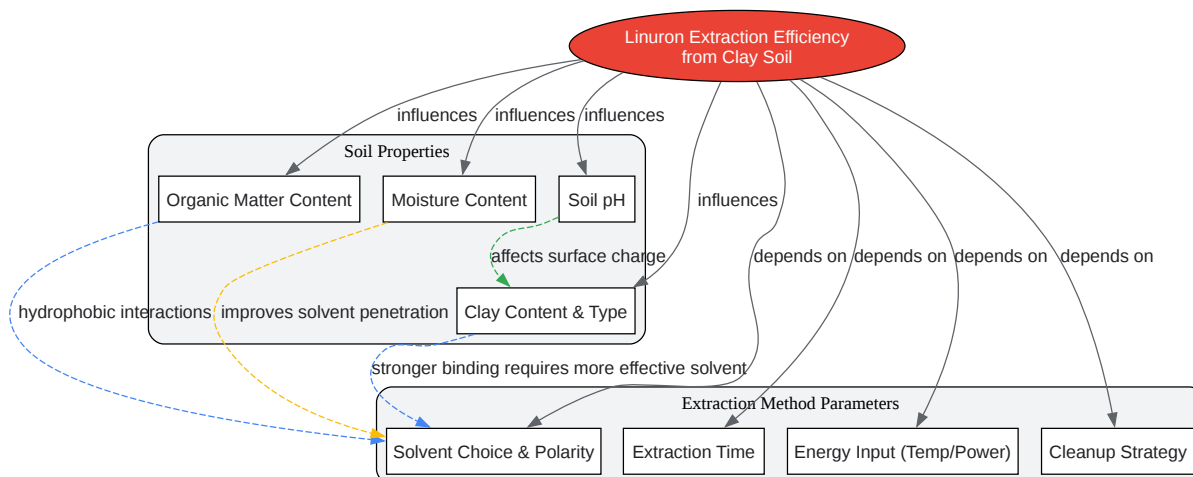 Linuron Extraction Efficiency
from Clay Soil
influences
influences
influences
Soil Properties
Organic Matter Content
Moisture Content
Soil pH
influences
affects surface charge
depends on
depends on
depends on
depends on
hydrophobic interactions
improves solvent penetration
Clay Content & Type
stronger binding requires more effective solvent
Extraction Method Parameters
Solvent Choice & Polarity
Extraction Time
Energy Input (Temp/Power)
Cleanup Strategy